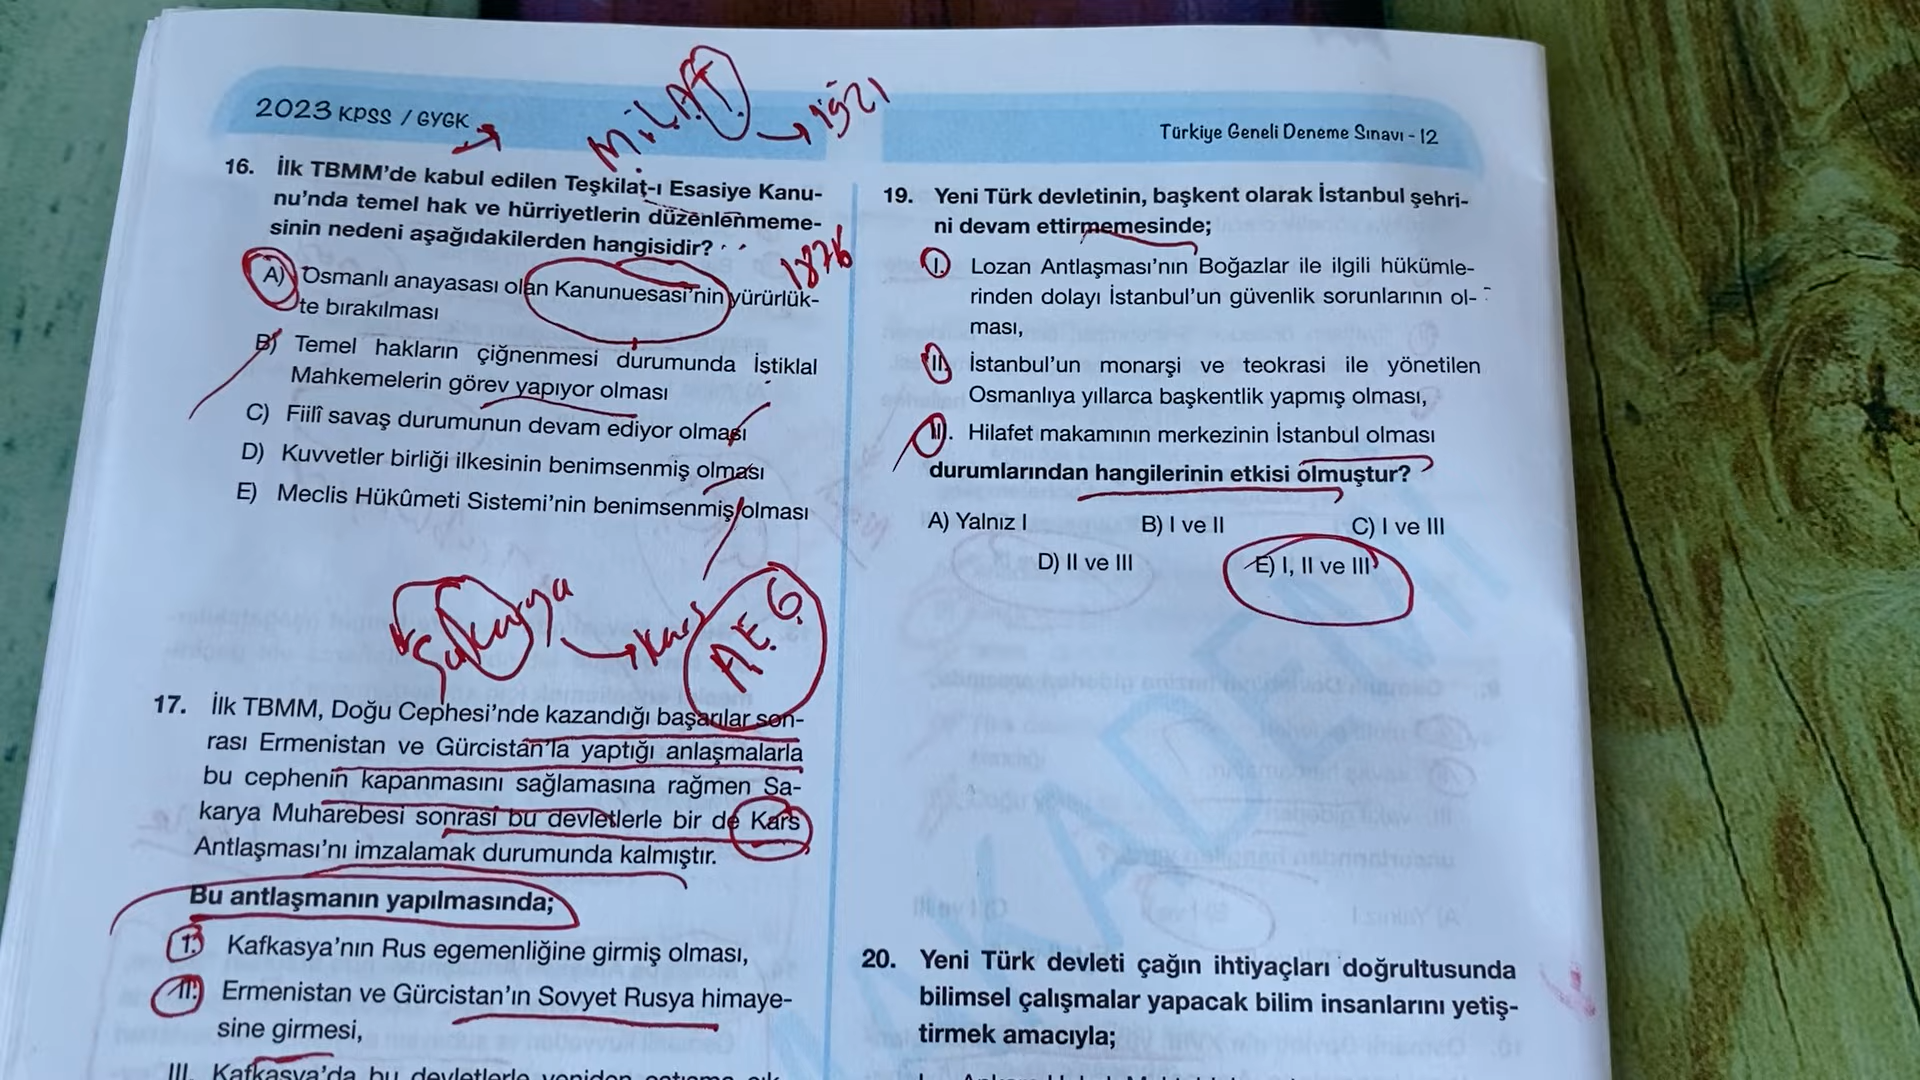 2023 KPSS / GYGK
MİLAT
1921
Türkiye Geneli Deneme Sınavı - 12
16. İlk TBMM'de kabul edilen Teşkilat-ı Esasiye Kanu-
nu'nda temel hak ve hürriyetlerin düzenlenmeme-
sinin nedeni aşağıdakilerden hangisidir?
1876
A) Osmanlı anayasası olan Kanunuesasi'nin yürürlük-
te bırakılması
B) Temel hakların çiğnenmesi durumunda İstiklal
Mahkemelerin görev yapıyor olması
C) Fiilî savaş durumunun devam ediyor olması
D) Kuvvetler birliği ilkesinin benimsenmiş olması
E) Meclis Hükûmeti Sistemi'nin benimsenmiş olması
Sakarya
Kars
A.E.G.
17. İlk TBMM, Doğu Cephesi'nde kazandığı başarılar son-
rası Ermenistan ve Gürcistan'la yaptığı anlaşmalarla
bu cephenin kapanmasını sağlamasına rağmen Sa-
karya Muharebesi sonrası bu devletlerle bir de Kars
Antlaşması'nı imzalamak durumunda kalmıştır.
Bu antlaşmanın yapılmasında;
I. Kafkasya'nın Rus egemenliğine girmiş olması,
II. Ermenistan ve Gürcistan'ın Sovyet Rusya himaye-
sine girmesi,
III. Kafkasya'da bu devletlerle yeniden
19. Yeni Türk devletinin, başkent olarak İstanbul şehri-
ni devam ettirmemesinde;
I. Lozan Antlaşması'nın Boğazlar ile ilgili hükümle-
rinden dolayı İstanbul'un güvenlik sorunlarının ol-
ması,
II. İstanbul'un monarşi ve teokrasi ile yönetilen
Osmanlıya yıllarca başkentlik yapmış olması,
III. Hilafet makamının merkezinin İstanbul olması
durumlarından hangilerinin etkisi olmuştur?
A) Yalnız I B) I ve II C) I ve III
D) II ve III E) I, II ve III
20. Yeni Türk devleti çağın ihtiyaçları doğrultusunda
bilimsel çalışmalar yapacak bilim insanlarını yetiş-
tirmek amacıyla;